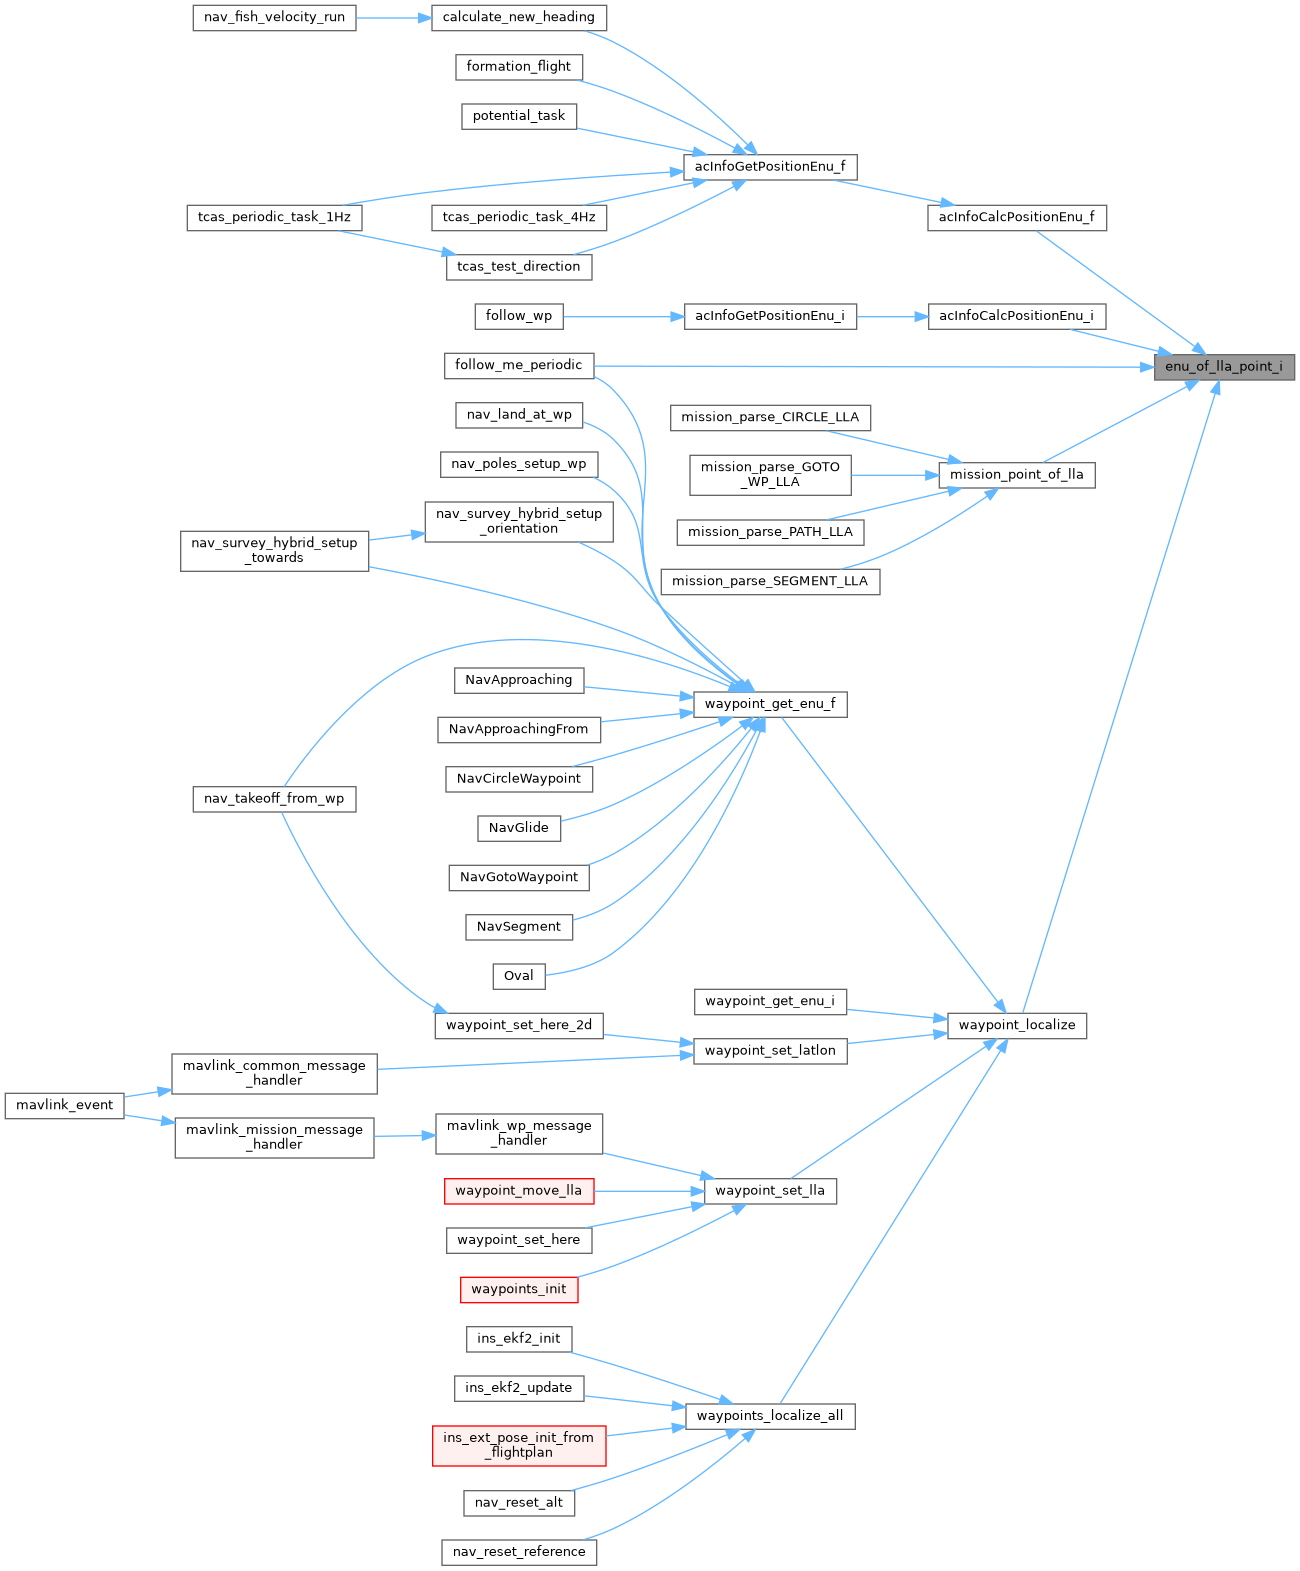 nav_fish_velocity_run
calculate_new_heading
formation_flight
potential_task
acInfoGetPositionEnu_f
tcas_periodic_task_1Hz
tcas_periodic_task_4Hz
acInfoCalcPositionEnu_f
tcas_test_direction
follow_wp
acInfoGetPositionEnu_i
acInfoCalcPositionEnu_i
follow_me_periodic
enu_of_lla_point_i
nav_land_at_wp
mission_parse_CIRCLE_LLA
nav_poles_setup_wp
mission_parse_GOTO
_WP_LLA
mission_point_of_lla
nav_survey_hybrid_setup
_orientation
mission_parse_PATH_LLA
nav_survey_hybrid_setup
_towards
mission_parse_SEGMENT_LLA
NavApproaching
waypoint_get_enu_f
NavApproachingFrom
NavCircleWaypoint
nav_takeoff_from_wp
NavGlide
NavGotoWaypoint
NavSegment
Oval
waypoint_get_enu_i
waypoint_set_here_2d
waypoint_localize
waypoint_set_latlon
mavlink_common_message
_handler
mavlink_event
mavlink_mission_message
_handler
mavlink_wp_message
_handler
waypoint_move_lla
waypoint_set_lla
waypoint_set_here
waypoints_init
ins_ekf2_init
ins_ekf2_update
waypoints_localize_all
ins_ext_pose_init_from
_flightplan
nav_reset_alt
nav_reset_reference